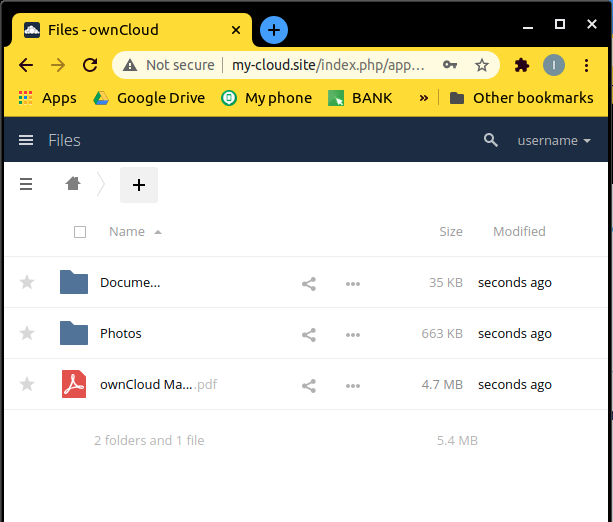 Files - ownCloud
Not secure | my-cloud.site/index.php/app...
I
Apps Google Drive My phone BANK » Other bookmarks
Files username
+
Name Size Modified
Docume... 35 KB seconds ago
Photos 663 KB seconds ago
ownCloud Ma....pdf 4.7 MB seconds ago
2 folders and 1 file 5.4 MB